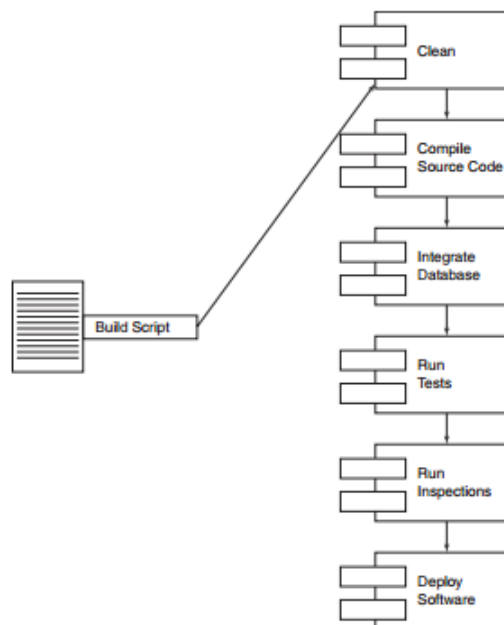 Clean
Compile
Source Code
Integrate
Database
Build Script
Run
Tests
Run
Inspections
Deploy
Software